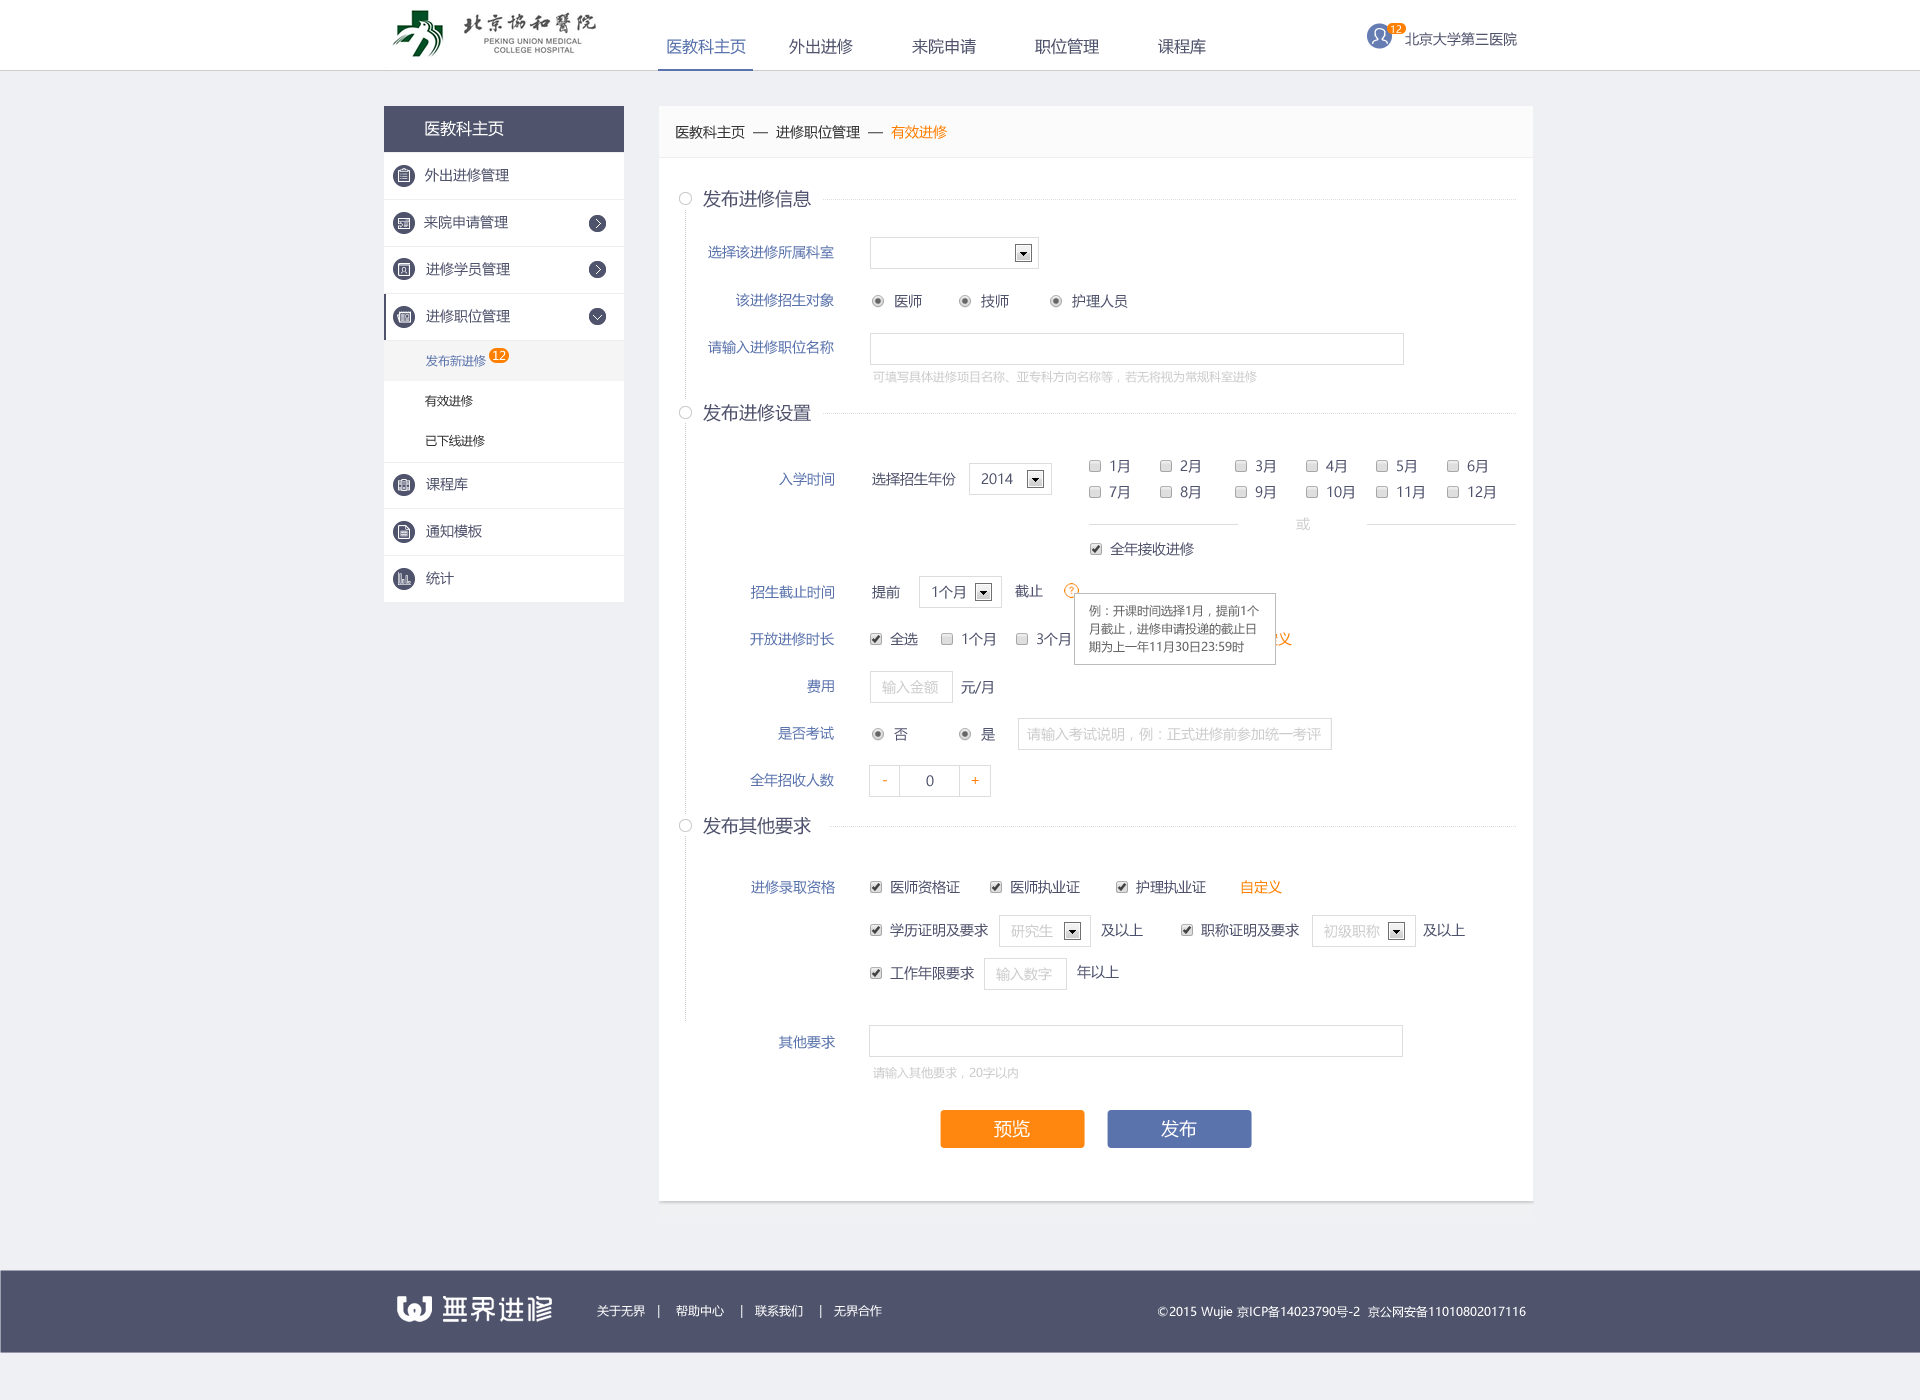 北京協和醫院
PEKING UNION MEDICAL
COLLEGE HOSPITAL
医教科主页 外出进修 来院申请 职位管理 课程库
12 北京大学第三医院
医教科主页
外出进修管理
来院申请管理
进修学员管理
进修职位管理
发布新进修 12
有效进修
已下线进修
课程库
通知模板
统计
医教科主页 — 进修职位管理 — 有效进修
发布进修信息
选择该进修所属科室
该进修招生对象 医师 技师 护理人员
请输入进修职位名称
可填写具体进修项目名称、亚专科方向名称等，若无将视为常规科室进修
发布进修设置
入学时间 选择招生年份 2014
1月 2月 3月 4月 5月 6月
7月 8月 9月 10月 11月 12月
或
全年接收进修
招生截止时间 提前 1个月 截止 ?
例：开课时间选择1月，提前1个
月截止，进修申请投递的截止日
期为上一年11月30日23:59时
开放进修时长 全选 1个月 3个月 义
费用 输入金额 元/月
是否考试 否 是 请输入考试说明，例：正式进修前参加统一考评
全年招收人数 - 0 +
发布其他要求
进修录取资格 医师资格证 医师执业证 护理执业证 自定义
学历证明及要求 研究生 及以上 职称证明及要求 初级职称 及以上
工作年限要求 输入数字 年以上
其他要求
请输入其他要求，20字以内
预览 发布
無界进修
关于无界 | 帮助中心 | 联系我们 | 无界合作
©2015 Wujie 京ICP备14023790号-2 京公网安备11010802017116